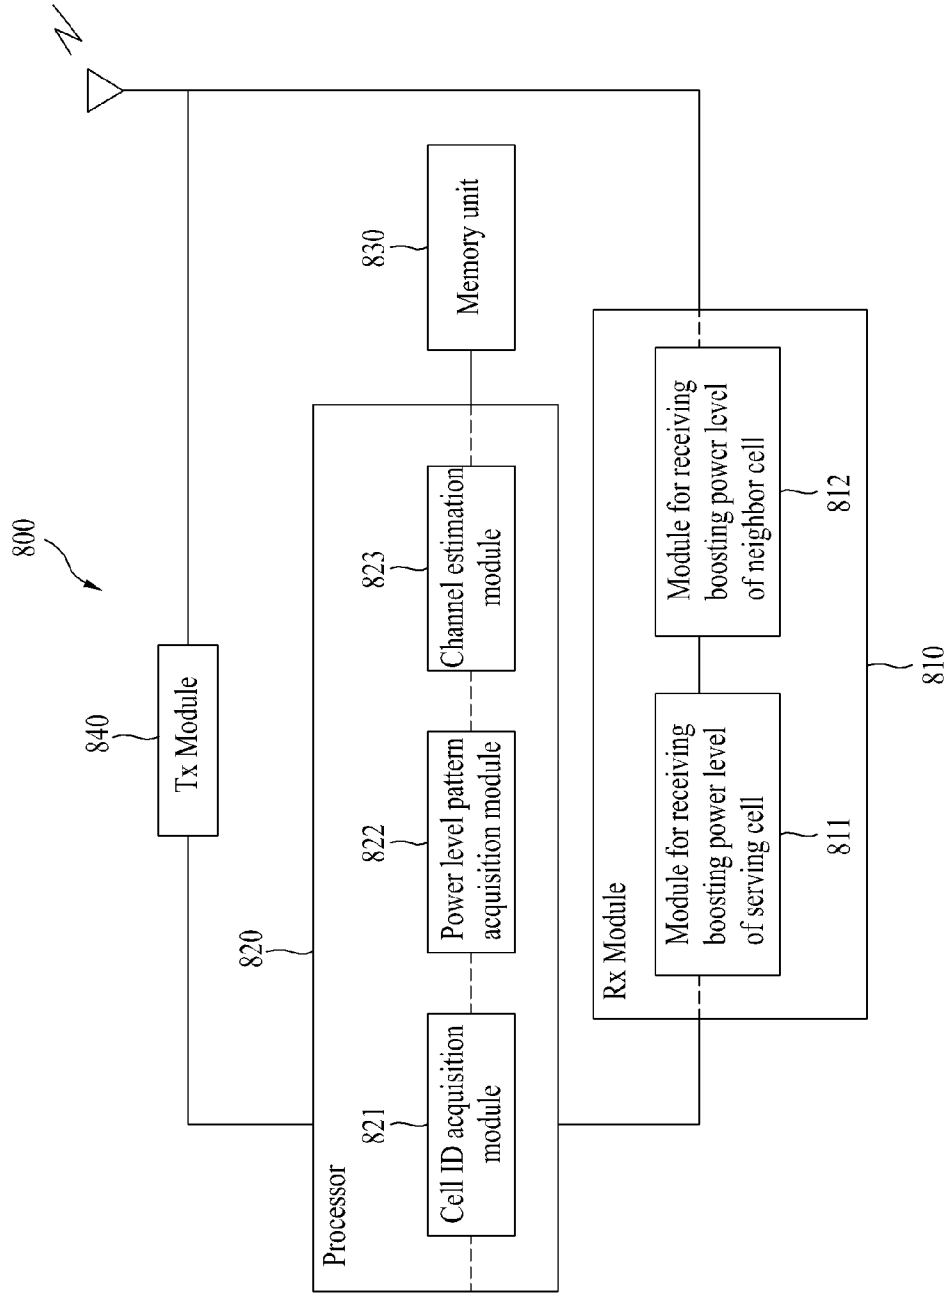 800
840
Tx Module
820
Processor
821
Cell ID acquisition
module
822
Power level pattern
acquisition module
823
Channel estimation
module
830
Memory unit
Rx Module
Module for receiving
boosting power level
of serving cell
811
Module for receiving
boosting power level
of neighbor cell
812
810